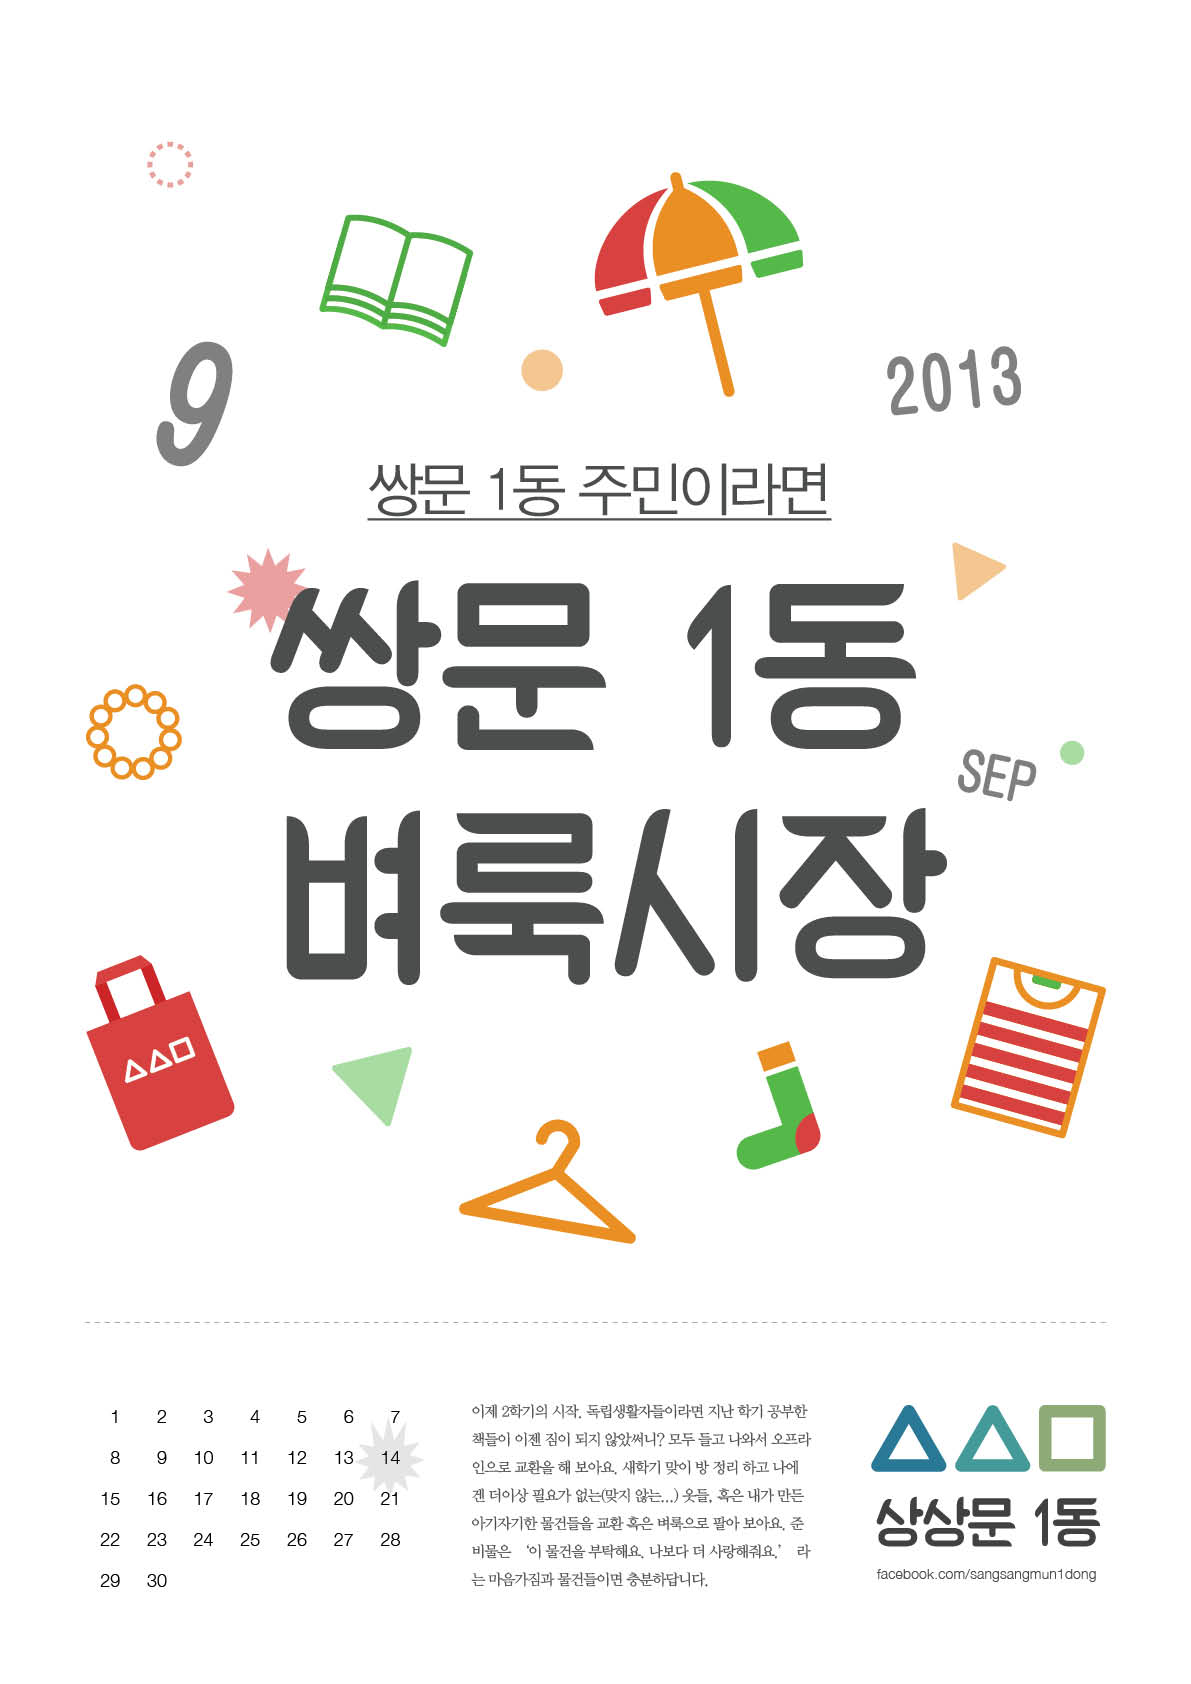 9
2013
쌍문 1동 주민이라면
쌍문 1동
SEP
벼룩시장
1 2 3 4 5 6 7
8 9 10 11 12 13 14
15 16 17 18 19 20 21
22 23 24 25 26 27 28
29 30
이제 2학기의 시작. 독립생활자들이라면 지난 학기 공부한
책들이 이젠 짐이 되지 않았써니? 모두 들고 나와서 오프라
인으로 교환을 해 보아요. 새학기 맞이 방 정리 하고 나에
겐 더이상 필요가 없는(맞지 않는...) 옷들, 혹은 내가 만든
아기자기한 물건들을 교환 혹은 벼룩으로 팔아 보아요. 준
비물은 ‘이 물건을 부탁해요. 나보다 더 사랑해줘요.’ 라
는 마음가짐과 물건들이면 충분하답니다.
상상문 1동
facebook.com/sangsangmun1dong